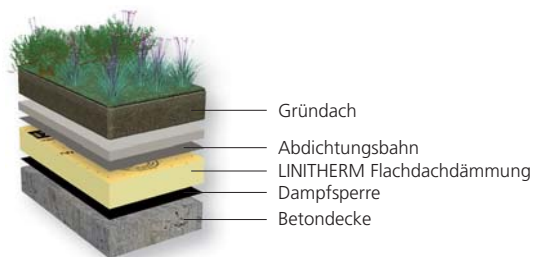 Gründach
Abdichtungsbahn
LINITHERM Flachdachdämmung
Dampfsperre
Betondecke